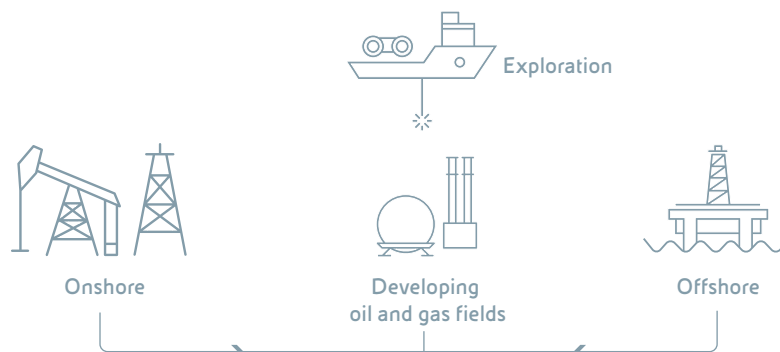 Exploration
Onshore
Developing
oil and gas fields
Offshore